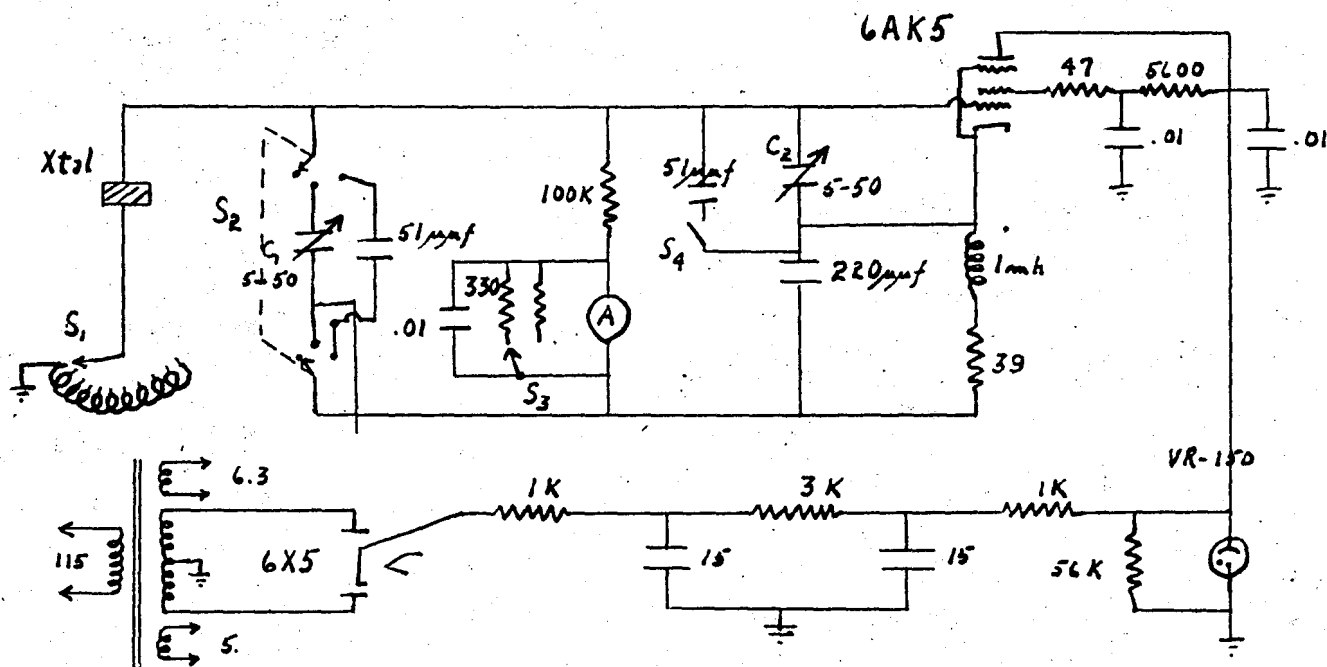 6AK5
47
5600
.01
.01
Xtal
S2
C1
5-50
51μμf
100K
330
.01
A
S3
51μμf
S4
C2
5-50
220μμf
1mh
39
S1
VR-150
6.3
115
6X5
5.
1K
15
3K
15
1K
56K